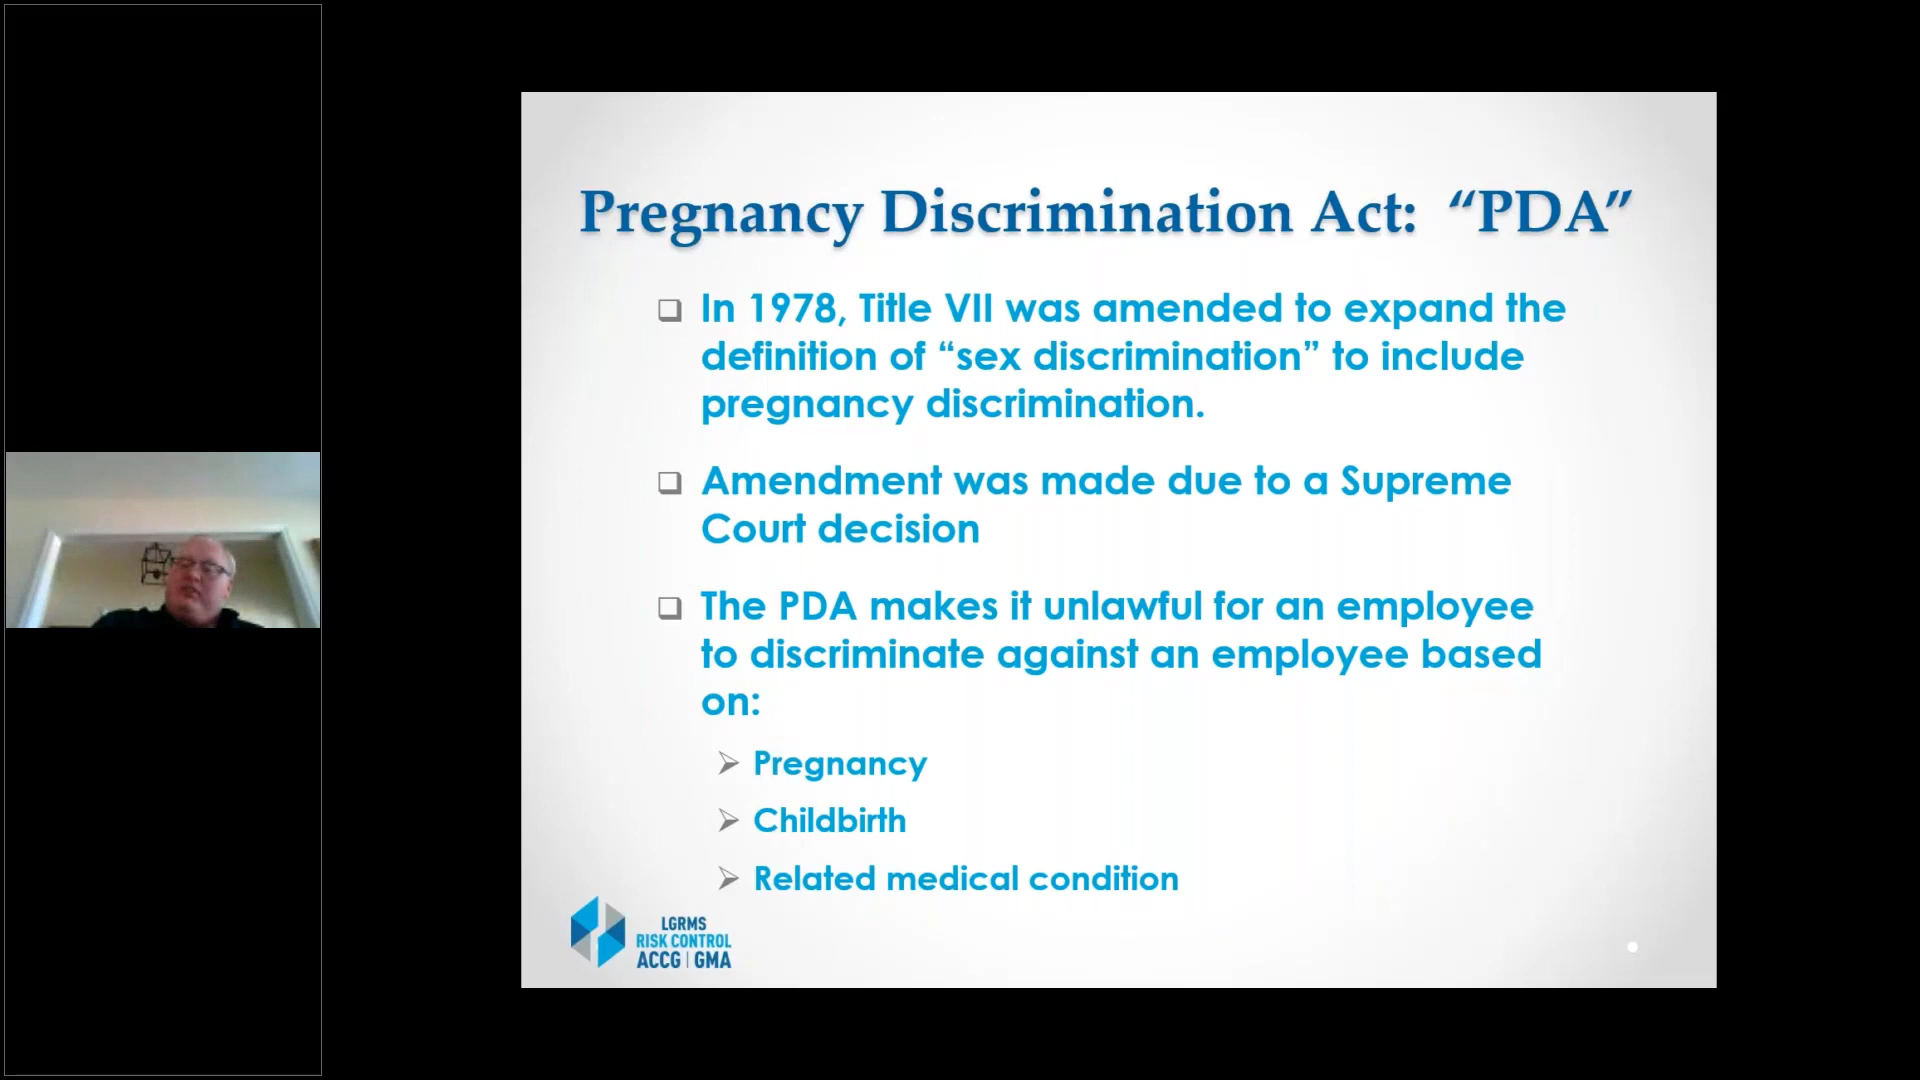 Pregnancy Discrimination Act: “PDA”
In 1978, Title VII was amended to expand the
definition of “sex discrimination” to include
pregnancy discrimination.
Amendment was made due to a Supreme
Court decision
The PDA makes it unlawful for an employee
to discriminate against an employee based
on:
Pregnancy
Childbirth
Related medical condition
LGRMS
RISK CONTROL
ACCG | GMA